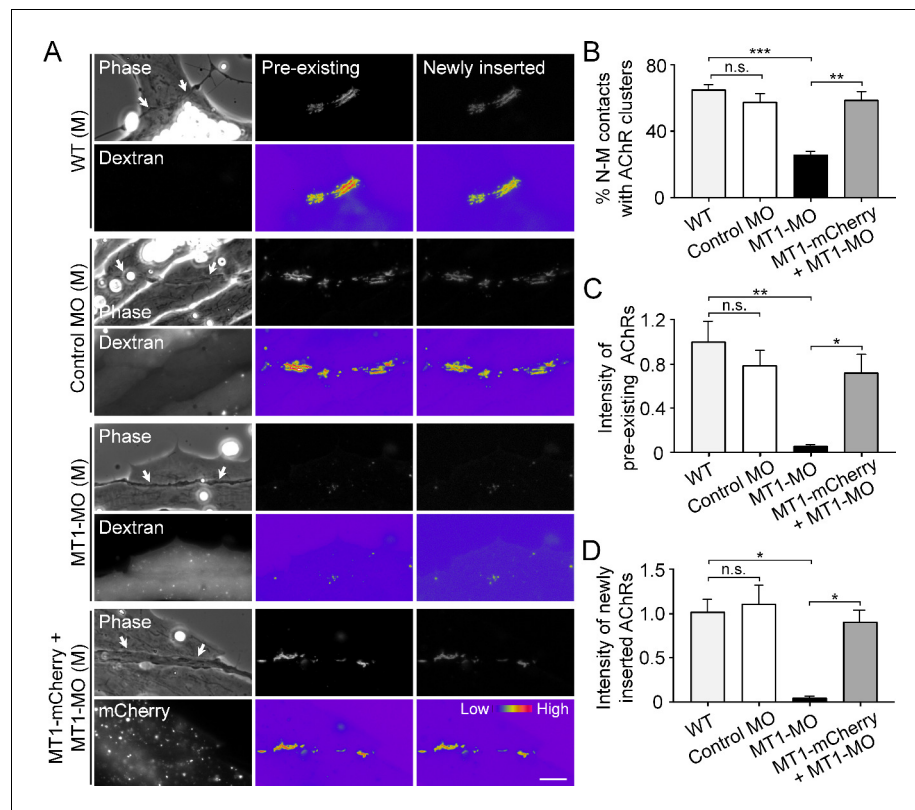 A
WT (M)
Phase
Pre-existing
Newly inserted
Dextran
Control MO (M)
Phase
Dextran
MT1-MO (M)
Phase
Dextran
MT1-mCherry +
MT1-MO (M)
Phase
mCherry
Low High
B
% N-M contacts
with AChR clusters
80
40
0
***
n.s.
**
WT
Control MO
MT1-MO
MT1-mCherry
+ MT1-MO
C
Intensity of
pre-existing AChRs
1.2
0.8
0.4
0
**
n.s.
*
WT
Control MO
MT1-MO
MT1-mCherry
+ MT1-MO
D
Intensity of newly
inserted AChRs
1.5
1.0
0.5
0
*
n.s.
*
WT
Control MO
MT1-MO
MT1-mCherry
+ MT1-MO